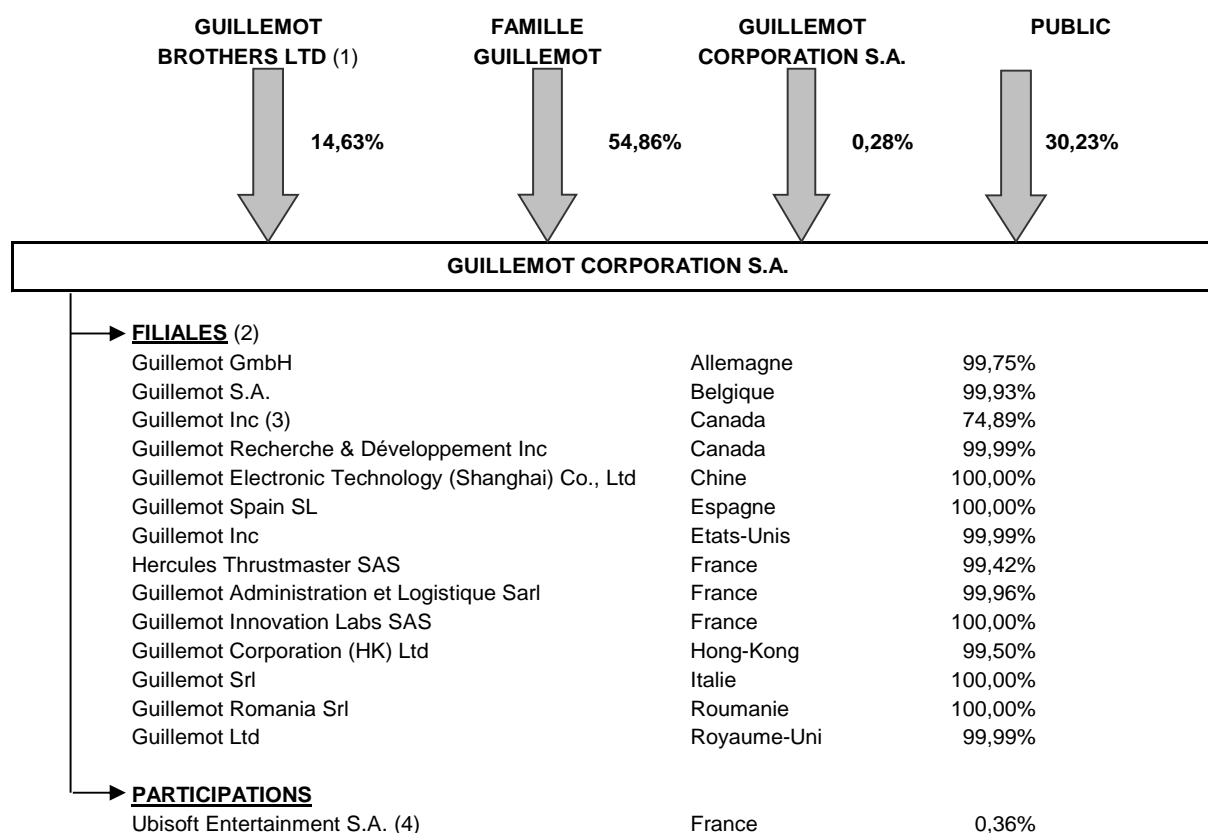 GUILLEMOT BROTHERS LTD (1)
FAMILLE GUILLEMOT
GUILLEMOT CORPORATION S.A.
PUBLIC
14,63%
54,86%
0,28%
30,23%
GUILLEMOT CORPORATION S.A.
FILIALES (2)
Guillemot GmbH Allemagne 99,75%
Guillemot S.A. Belgique 99,93%
Guillemot Inc (3) Canada 74,89%
Guillemot Recherche & Développement Inc Canada 99,99%
Guillemot Electronic Technology (Shanghai) Co., Ltd Chine 100,00%
Guillemot Spain SL Espagne 100,00%
Guillemot Inc Etats-Unis 99,99%
Hercules Thrustmaster SAS France 99,42%
Guillemot Administration et Logistique Sarl France 99,96%
Guillemot Innovation Labs SAS France 100,00%
Guillemot Corporation (HK) Ltd Hong-Kong 99,50%
Guillemot Srl Italie 100,00%
Guillemot Romania Srl Roumanie 100,00%
Guillemot Ltd Royaume-Uni 99,99%
PARTICIPATIONS
Ubisoft Entertainment S.A. (4) France 0,36%